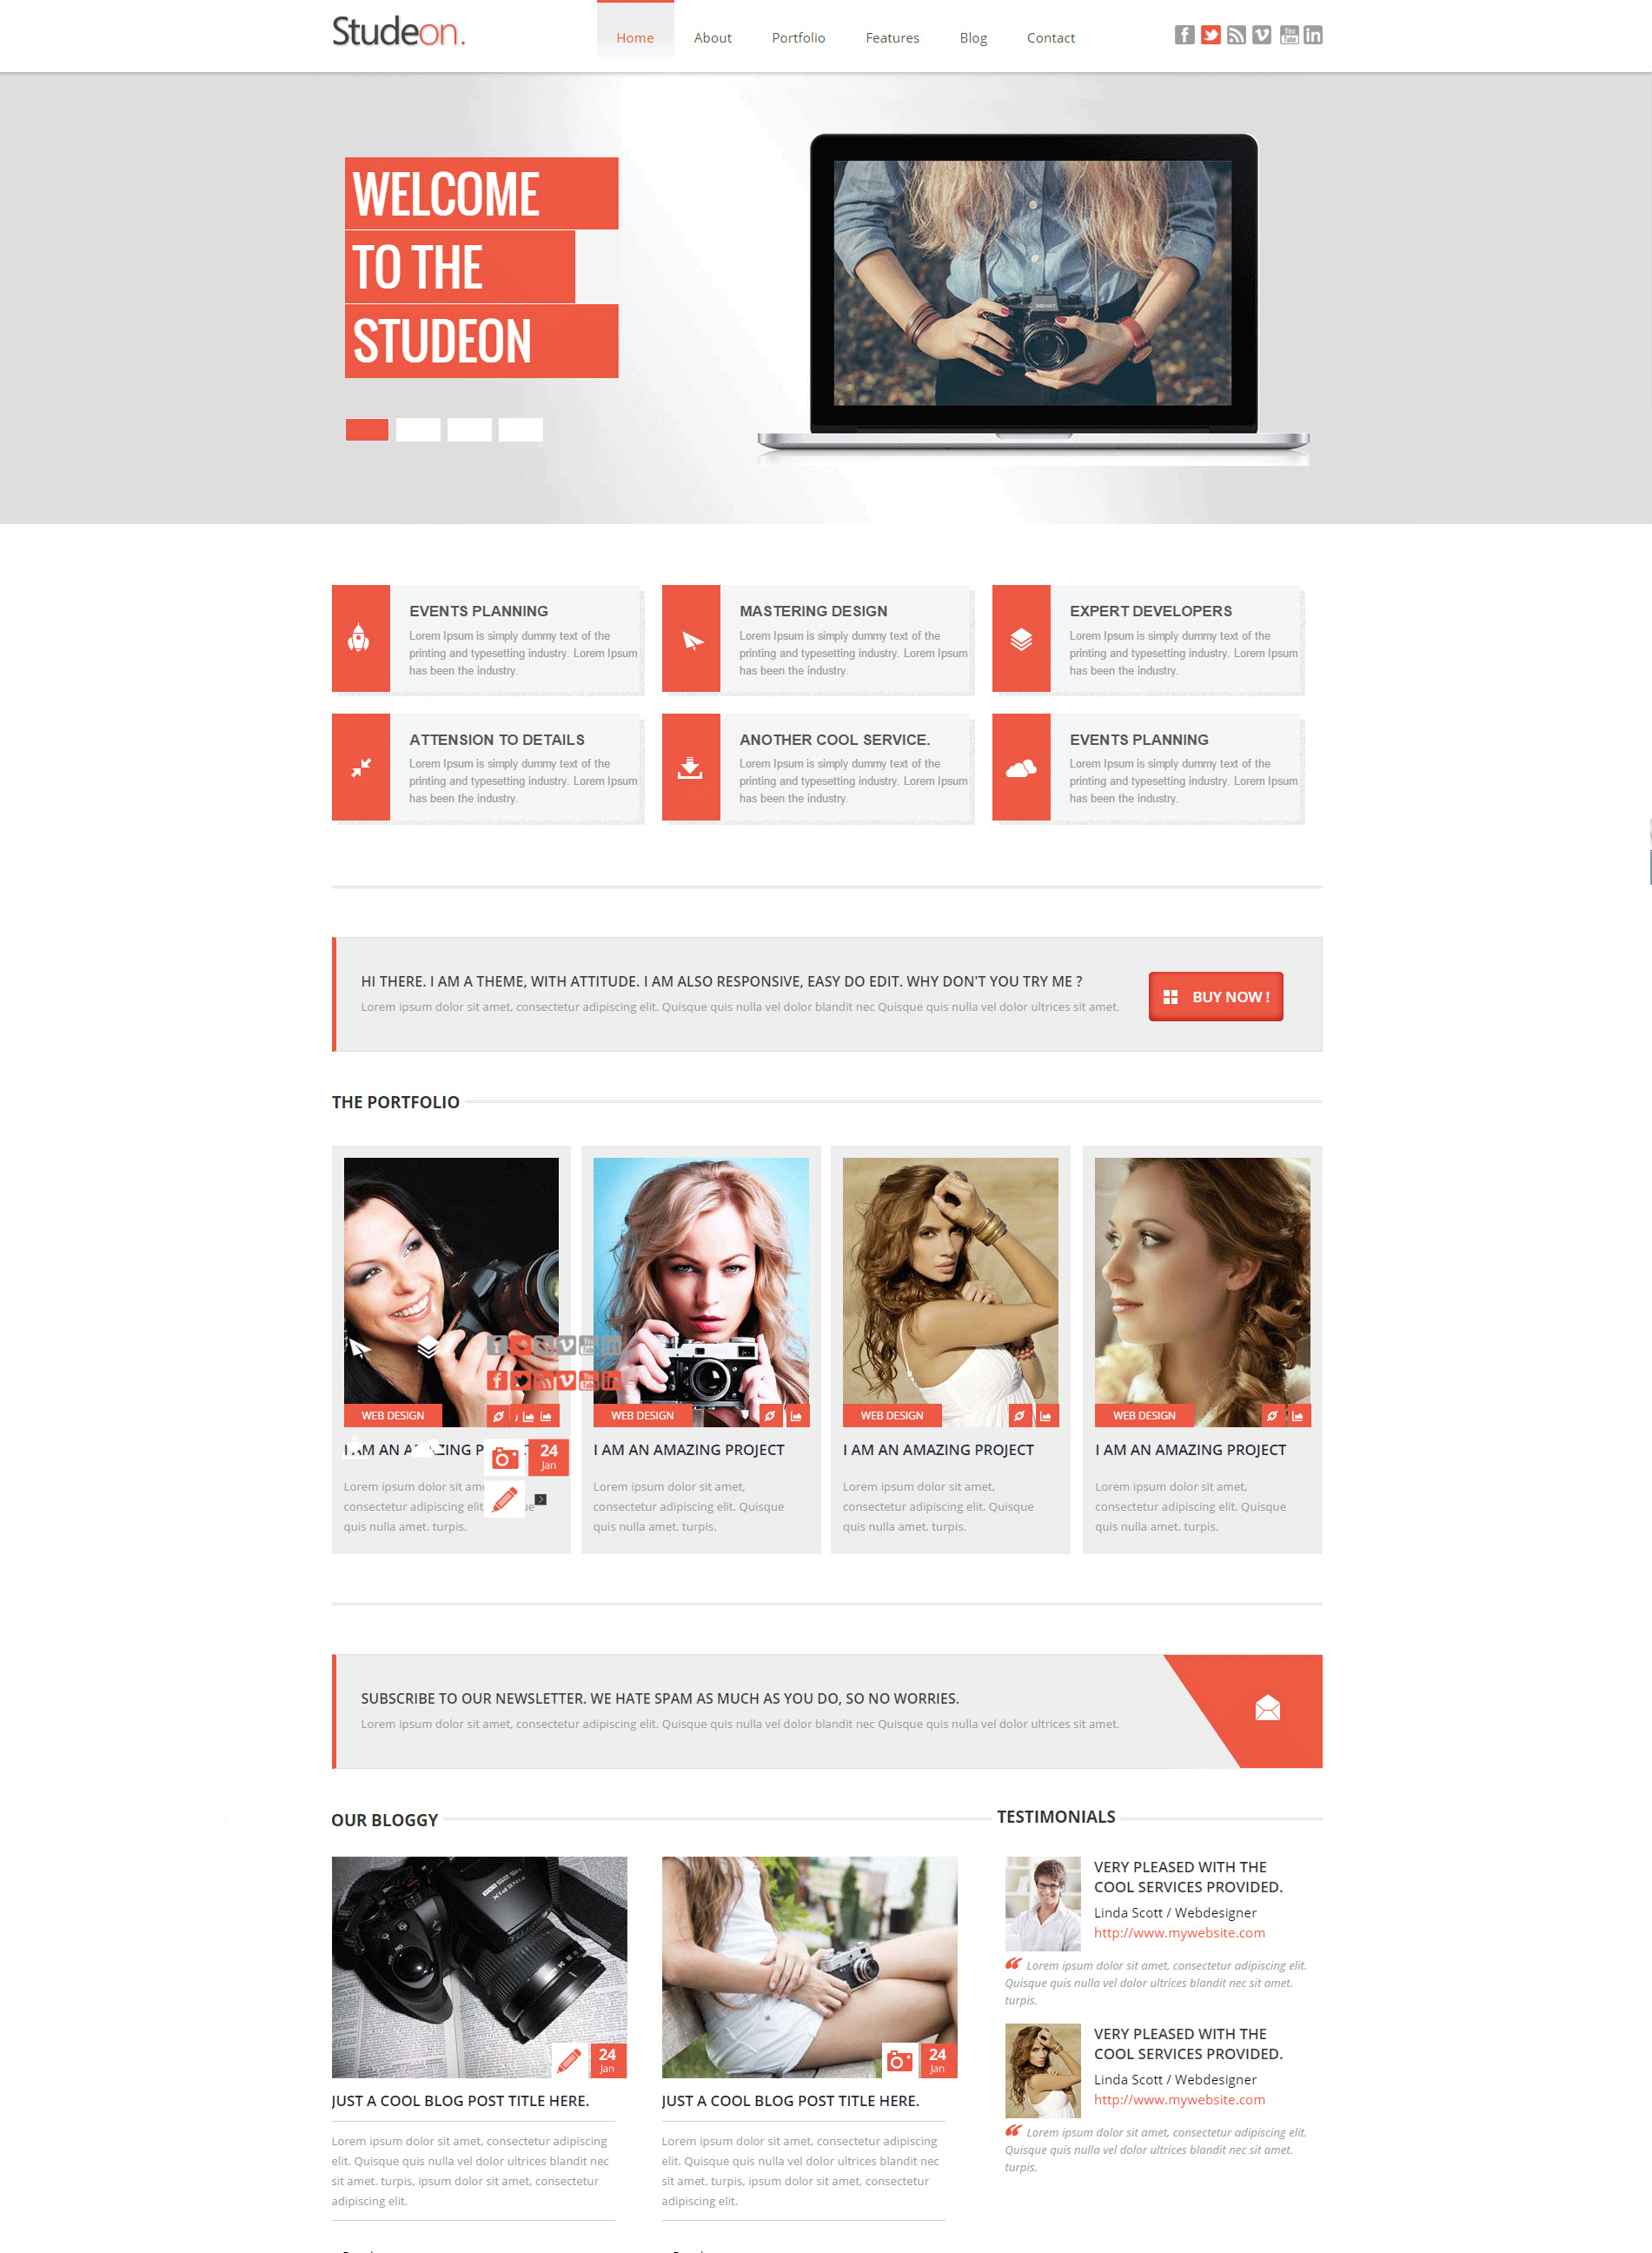 Studeon.
Home About Portfolio Features Blog Contact
WELCOME
TO THE
STUDEON
EVENTS PLANNING
Lorem Ipsum is simply dummy text of the
printing and typesetting industry. Lorem Ipsum
has been the industry.
MASTERING DESIGN
Lorem Ipsum is simply dummy text of the
printing and typesetting industry. Lorem Ipsum
has been the industry.
EXPERT DEVELOPERS
Lorem Ipsum is simply dummy text of the
printing and typesetting industry. Lorem Ipsum
has been the industry.
ATTENSION TO DETAILS
Lorem Ipsum is simply dummy text of the
printing and typesetting industry. Lorem Ipsum
has been the industry.
ANOTHER COOL SERVICE.
Lorem Ipsum is simply dummy text of the
printing and typesetting industry. Lorem Ipsum
has been the industry.
EVENTS PLANNING
Lorem Ipsum is simply dummy text of the
printing and typesetting industry. Lorem Ipsum
has been the industry.
HI THERE. I AM A THEME, WITH ATTITUDE. I AM ALSO RESPONSIVE, EASY DO EDIT. WHY DON'T YOU TRY ME ?
Lorem ipsum dolor sit amet, consectetur adipiscing elit. Quisque quis nulla vel dolor blandit nec Quisque quis nulla vel dolor ultrices sit amet.
BUY NOW !
THE PORTFOLIO
WEB DESIGN
I AM AN
24
Jan
Lorem ipsum dolor sit
consectetur adipiscing elit
quis nulla amet. turpis.
WEB DESIGN
I AM AN AMAZING PROJECT
Lorem ipsum dolor sit amet,
consectetur adipiscing elit. Quisque
quis nulla amet. turpis.
WEB DESIGN
I AM AN AMAZING PROJECT
Lorem ipsum dolor sit amet,
consectetur adipiscing elit. Quisque
quis nulla amet. turpis.
WEB DESIGN
I AM AN AMAZING PROJECT
Lorem ipsum dolor sit amet,
consectetur adipiscing elit. Quisque
quis nulla amet. turpis.
SUBSCRIBE TO OUR NEWSLETTER. WE HATE SPAM AS MUCH AS YOU DO, SO NO WORRIES.
Lorem ipsum dolor sit amet, consectetur adipiscing elit. Quisque quis nulla vel dolor blandit nec Quisque quis nulla vel dolor ultrices sit amet.
OUR BLOGGY
24
Jan
JUST A COOL BLOG POST TITLE HERE.
Lorem ipsum dolor sit amet, consectetur adipiscing
elit. Quisque quis nulla vel dolor ultrices blandit nec
sit amet. turpis, ipsum dolor sit amet, consectetur
adipiscing elit.
24
Jan
JUST A COOL BLOG POST TITLE HERE.
Lorem ipsum dolor sit amet, consectetur adipiscing
elit. Quisque quis nulla vel dolor ultrices blandit nec
sit amet. turpis, ipsum dolor sit amet, consectetur
adipiscing elit.
TESTIMONIALS
VERY PLEASED WITH THE
COOL SERVICES PROVIDED.
Linda Scott / Webdesigner
http://www.mywebsite.com
Lorem ipsum dolor sit amet, consectetur adipiscing elit.
Quisque quis nulla vel dolor ultrices blandit nec sit amet.
turpis.
VERY PLEASED WITH THE
COOL SERVICES PROVIDED.
Linda Scott / Webdesigner
http://www.mywebsite.com
Lorem ipsum dolor sit amet, consectetur adipiscing elit.
Quisque quis nulla vel dolor ultrices blandit nec sit amet.
turpis.